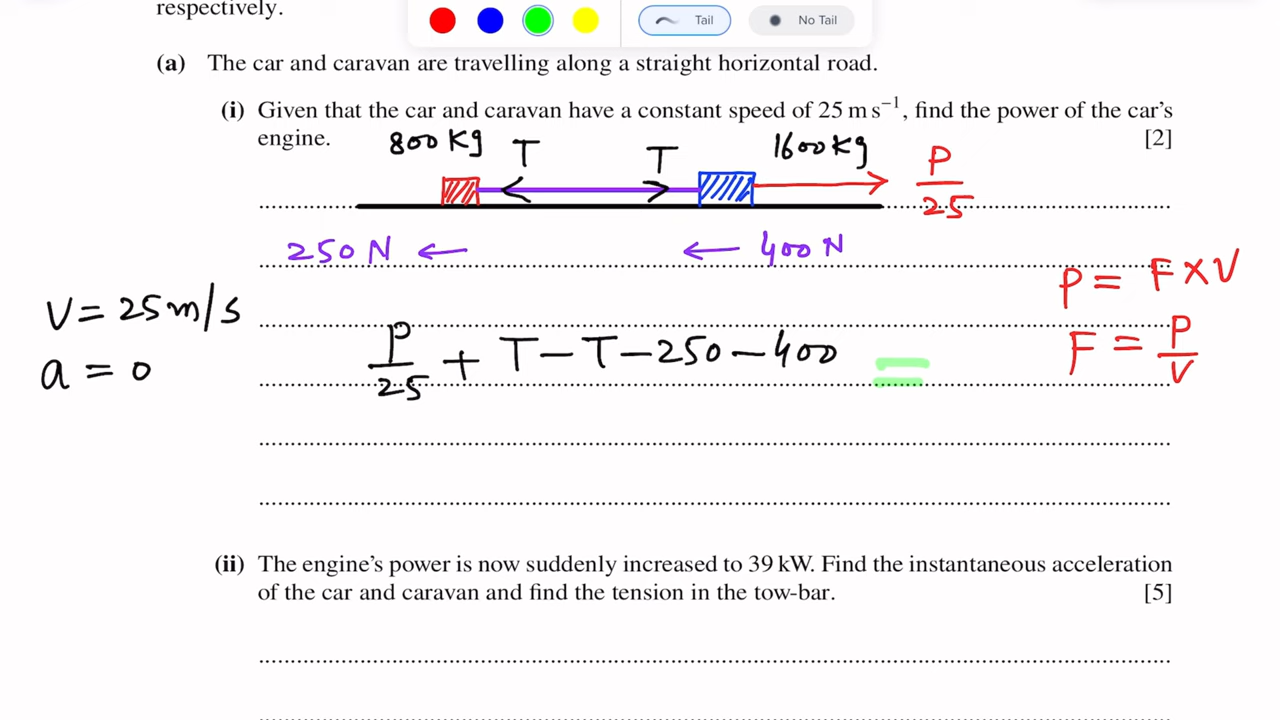 respectively.
Tail
No Tail
(a) The car and caravan are travelling along a straight horizontal road.
(i) Given that the car and caravan have a constant speed of 25 m s⁻¹, find the power of the car's
engine. [2]
800 Kg T T 1600 Kg P/25
250 N ← ← 400 N
P = F × V
V = 25 m/s
P/25 + T - T - 250 - 400 =
F = P/V
a = 0
(ii) The engine's power is now suddenly increased to 39 kW. Find the instantaneous acceleration
of the car and caravan and find the tension in the tow-bar. [5]